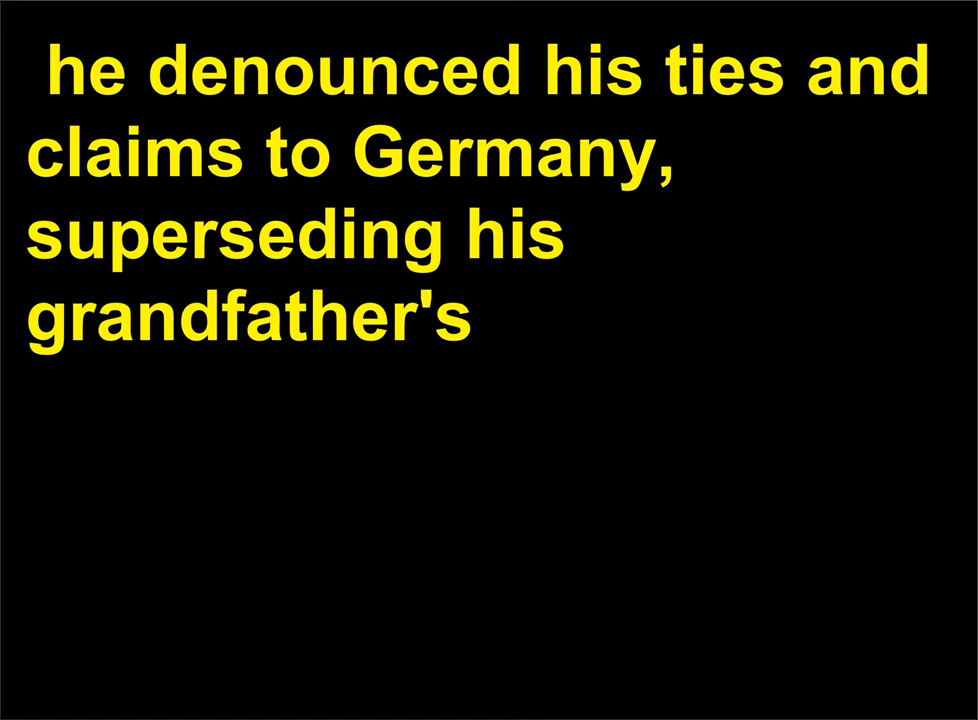 he denounced his ties and
claims to Germany,
superseding his
grandfather's